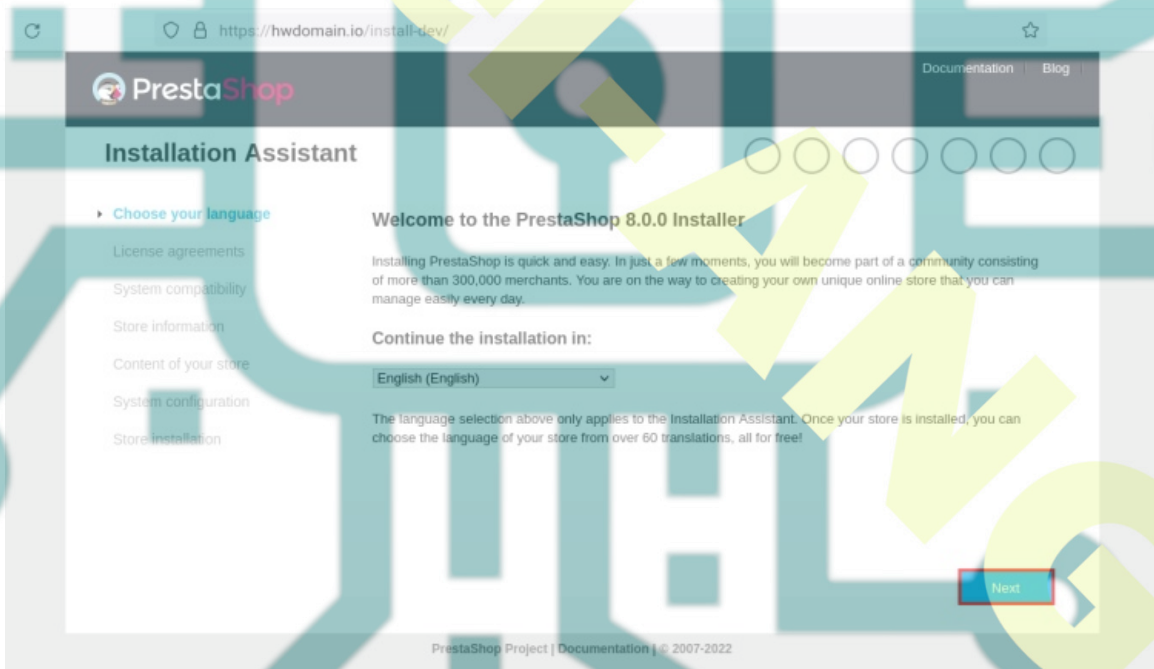 https://hwdomain.io/install-dev/
PrestaShop
Documentation | Blog |
Installation Assistant
Choose your language
License agreements
System compatibility
Store information
Content of your store
System configuration
Store installation
Welcome to the PrestaShop 8.0.0 Installer
Installing PrestaShop is quick and easy. In just a few moments, you will become part of a community consisting
of more than 300,000 merchants. You are on the way to creating your own unique online store that you can
manage easily every day.
Continue the installation in:
English (English)
The language selection above only applies to the Installation Assistant. Once your store is installed, you can
choose the language of your store from over 60 translations, all for free!
Next
PrestaShop Project | Documentation | © 2007-2022